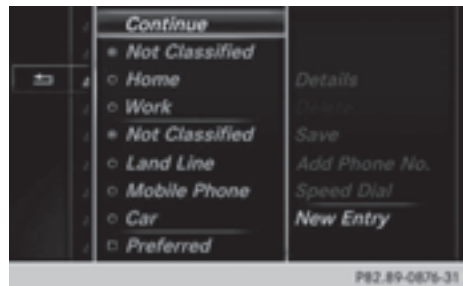 Continue
Not Classified
Home
Work
Not Classified
Land Line
Mobile Phone
Car
Preferred
Details
Delete
Save
Add Phone No.
Speed Dial
New Entry
P82.89-0876-31